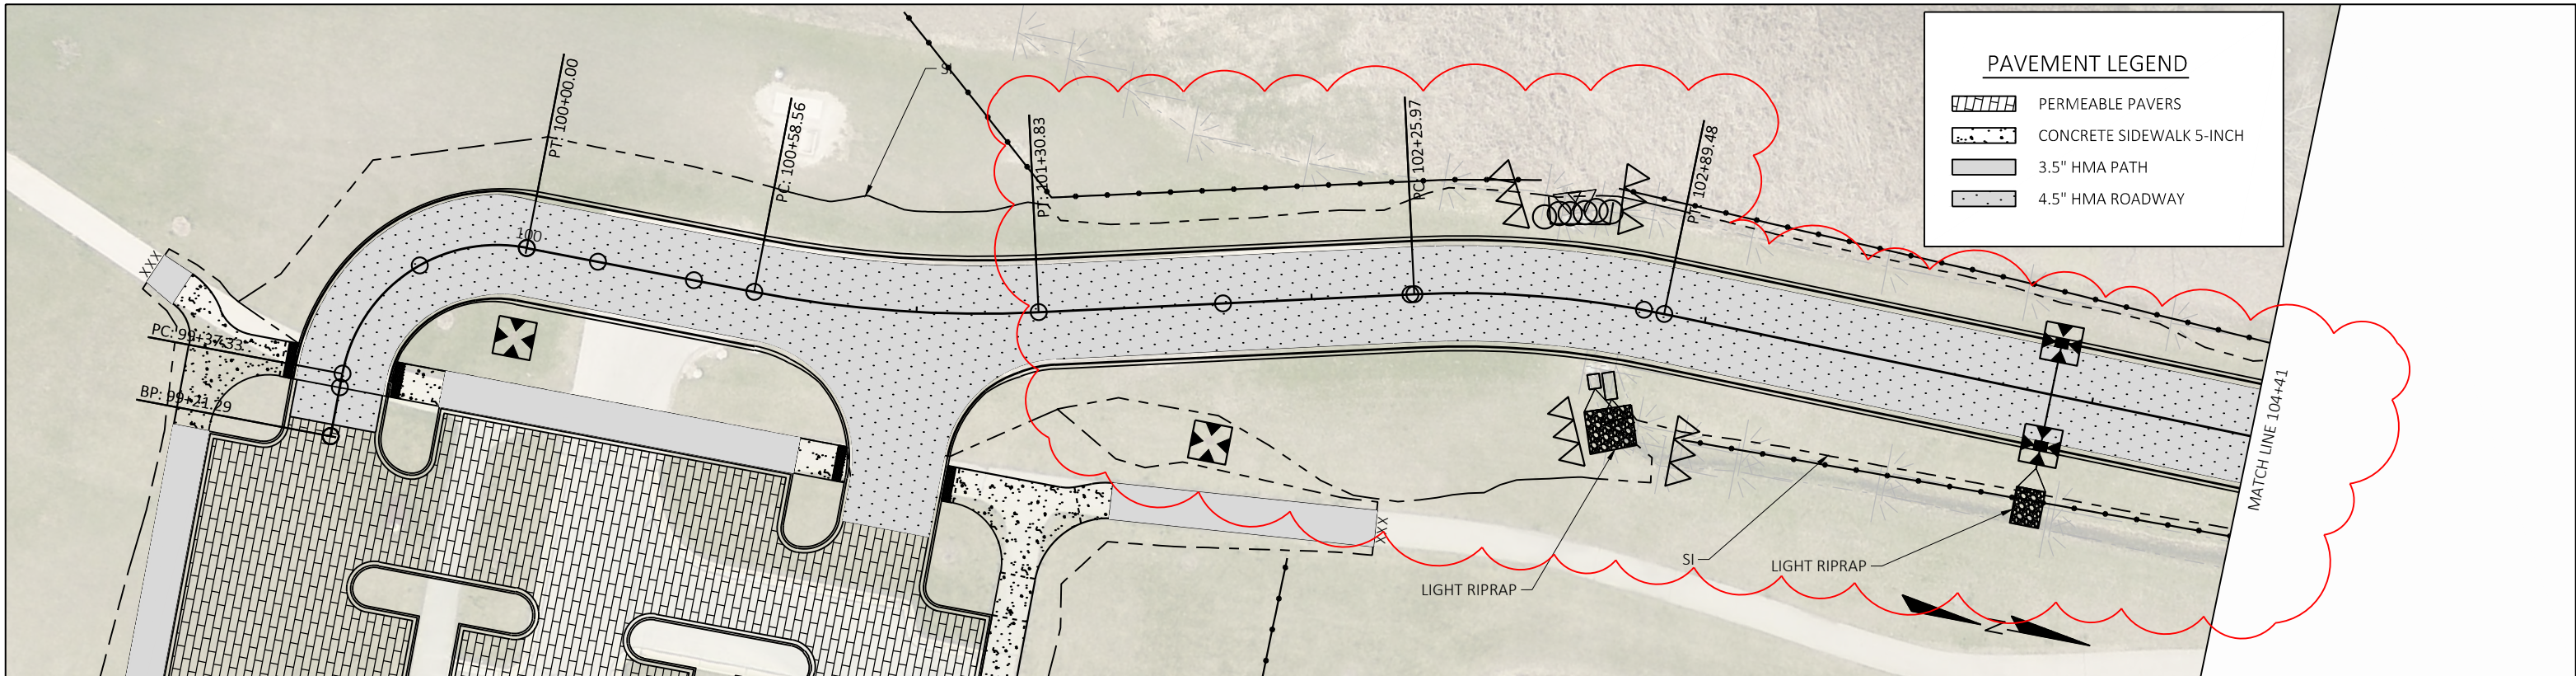 PAVEMENT LEGEND
PERMEABLE PAVERS
CONCRETE SIDEWALK 5-INCH
3.5" HMA PATH
4.5" HMA ROADWAY
SI
PT: 100+00.00
PC: 100+58.56
PT: 101+30.83
PC: 102+25.97
PT: 102+89.48
100
XXX
PC: 99+37.33
BP: 99+21.29
MATCH LINE 104+41
XXX
SI
LIGHT RIPRAP
LIGHT RIPRAP